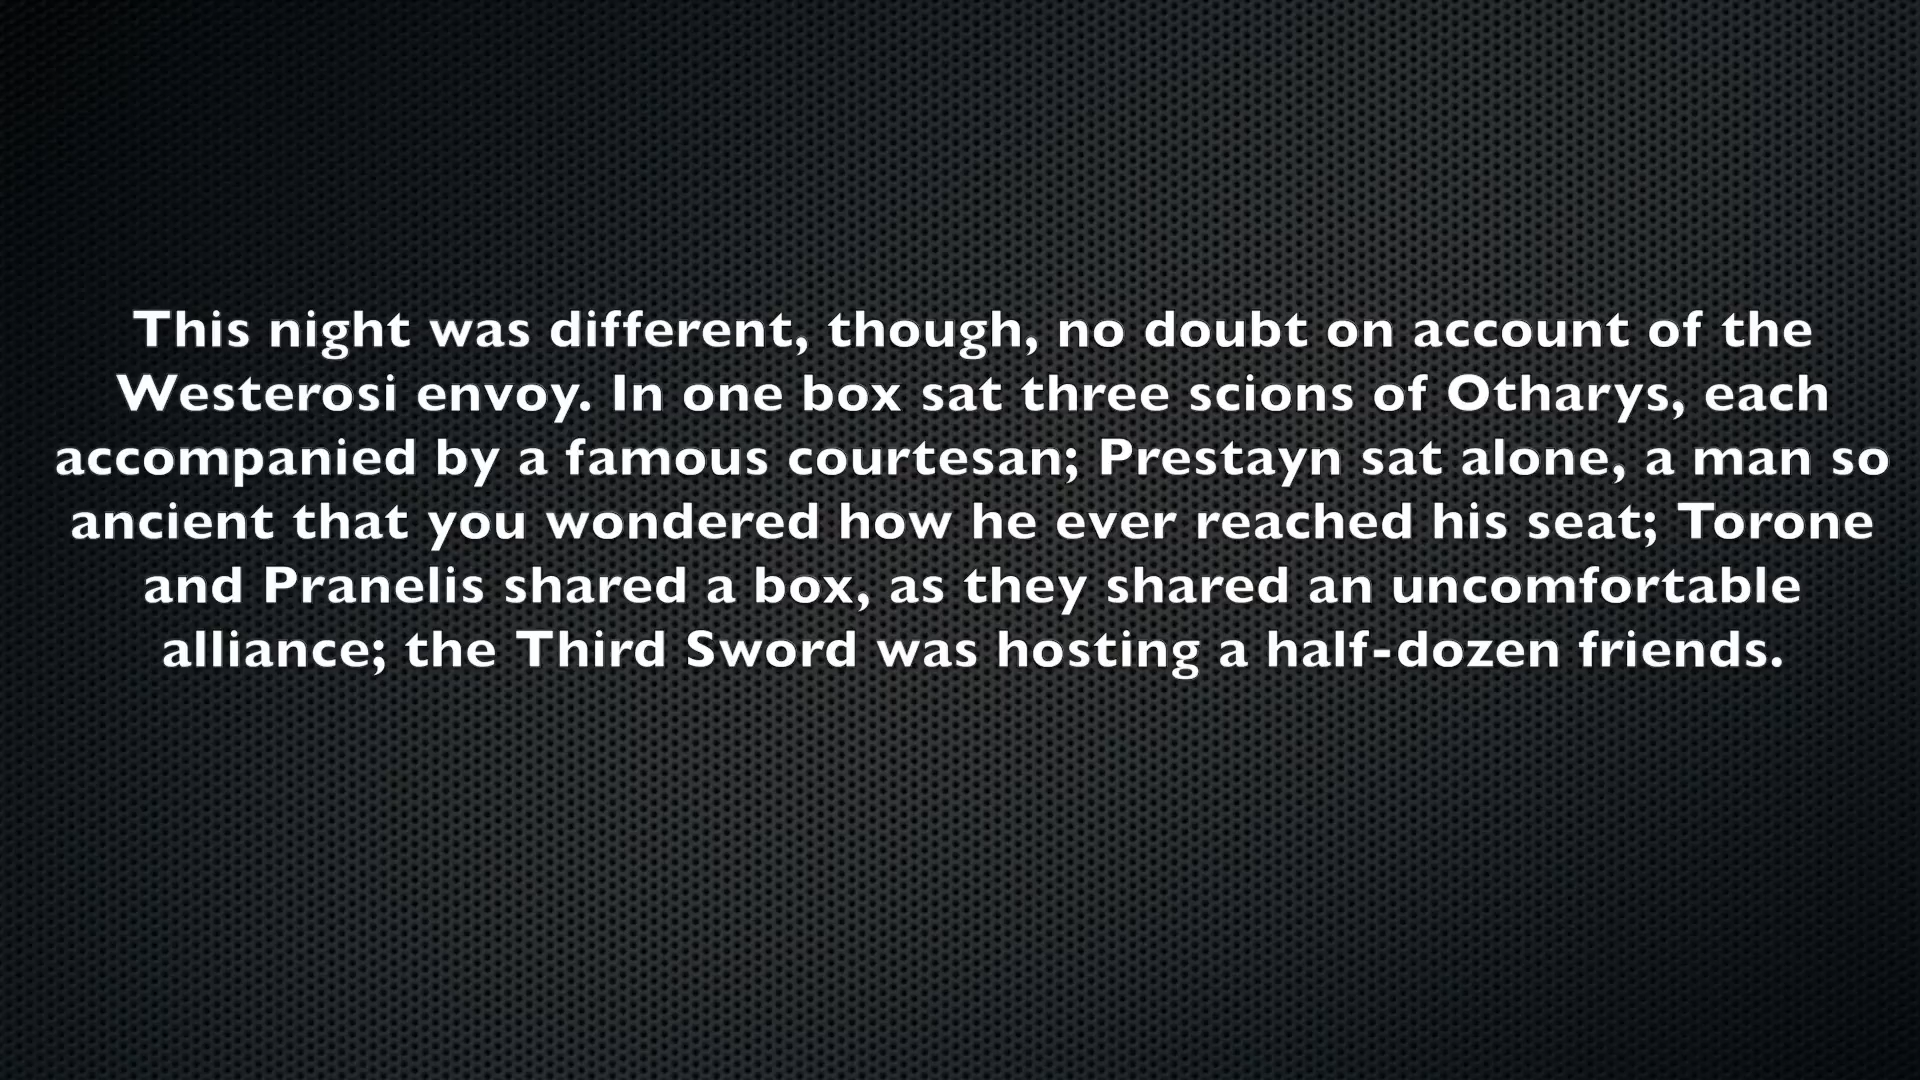 This night was different, though, no doubt on account of the
Westerosi envoy. In one box sat three scions of Otharys, each
accompanied by a famous courtesan; Prestayn sat alone, a man so
ancient that you wondered how he ever reached his seat; Torone
and Pranelis shared a box, as they shared an uncomfortable
alliance; the Third Sword was hosting a half-dozen friends.